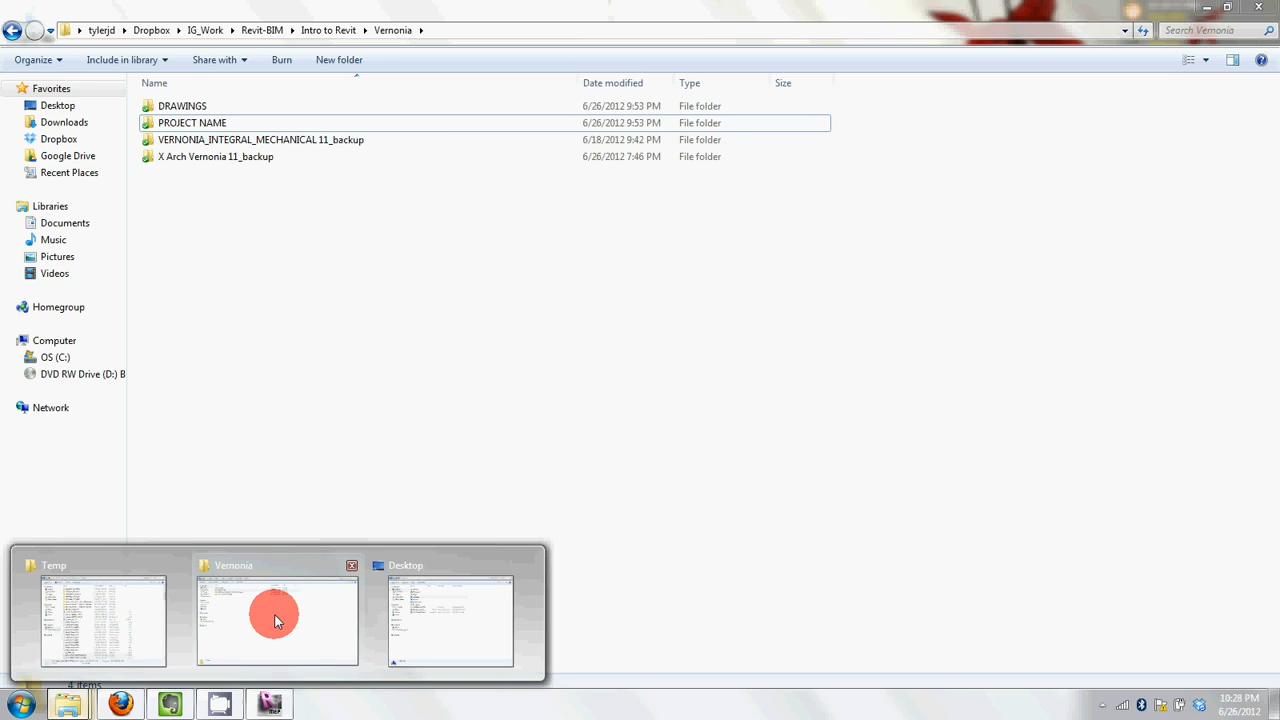 tylerjd Dropbox IG_Work Revit-BIM Intro to Revit Vernonia Search Vernonia
Organize Include in library Share with Burn New folder
Name Date modified Type Size
Favorites
Desktop
Downloads
Dropbox
Google Drive
Recent Places
Libraries
Documents
Music
Pictures
Videos
Homegroup
Computer
OS (C:)
DVD RW Drive (D:) B
Network
DRAWINGS 6/26/2012 9:53 PM File folder
PROJECT NAME 6/26/2012 9:53 PM File folder
VERNONIA_INTEGRAL_MECHANICAL 11_backup 6/18/2012 9:42 PM File folder
X Arch Vernonia 11_backup 6/26/2012 7:46 PM File folder
Temp Vernonia Desktop
4 items
10:28 PM
6/26/2012